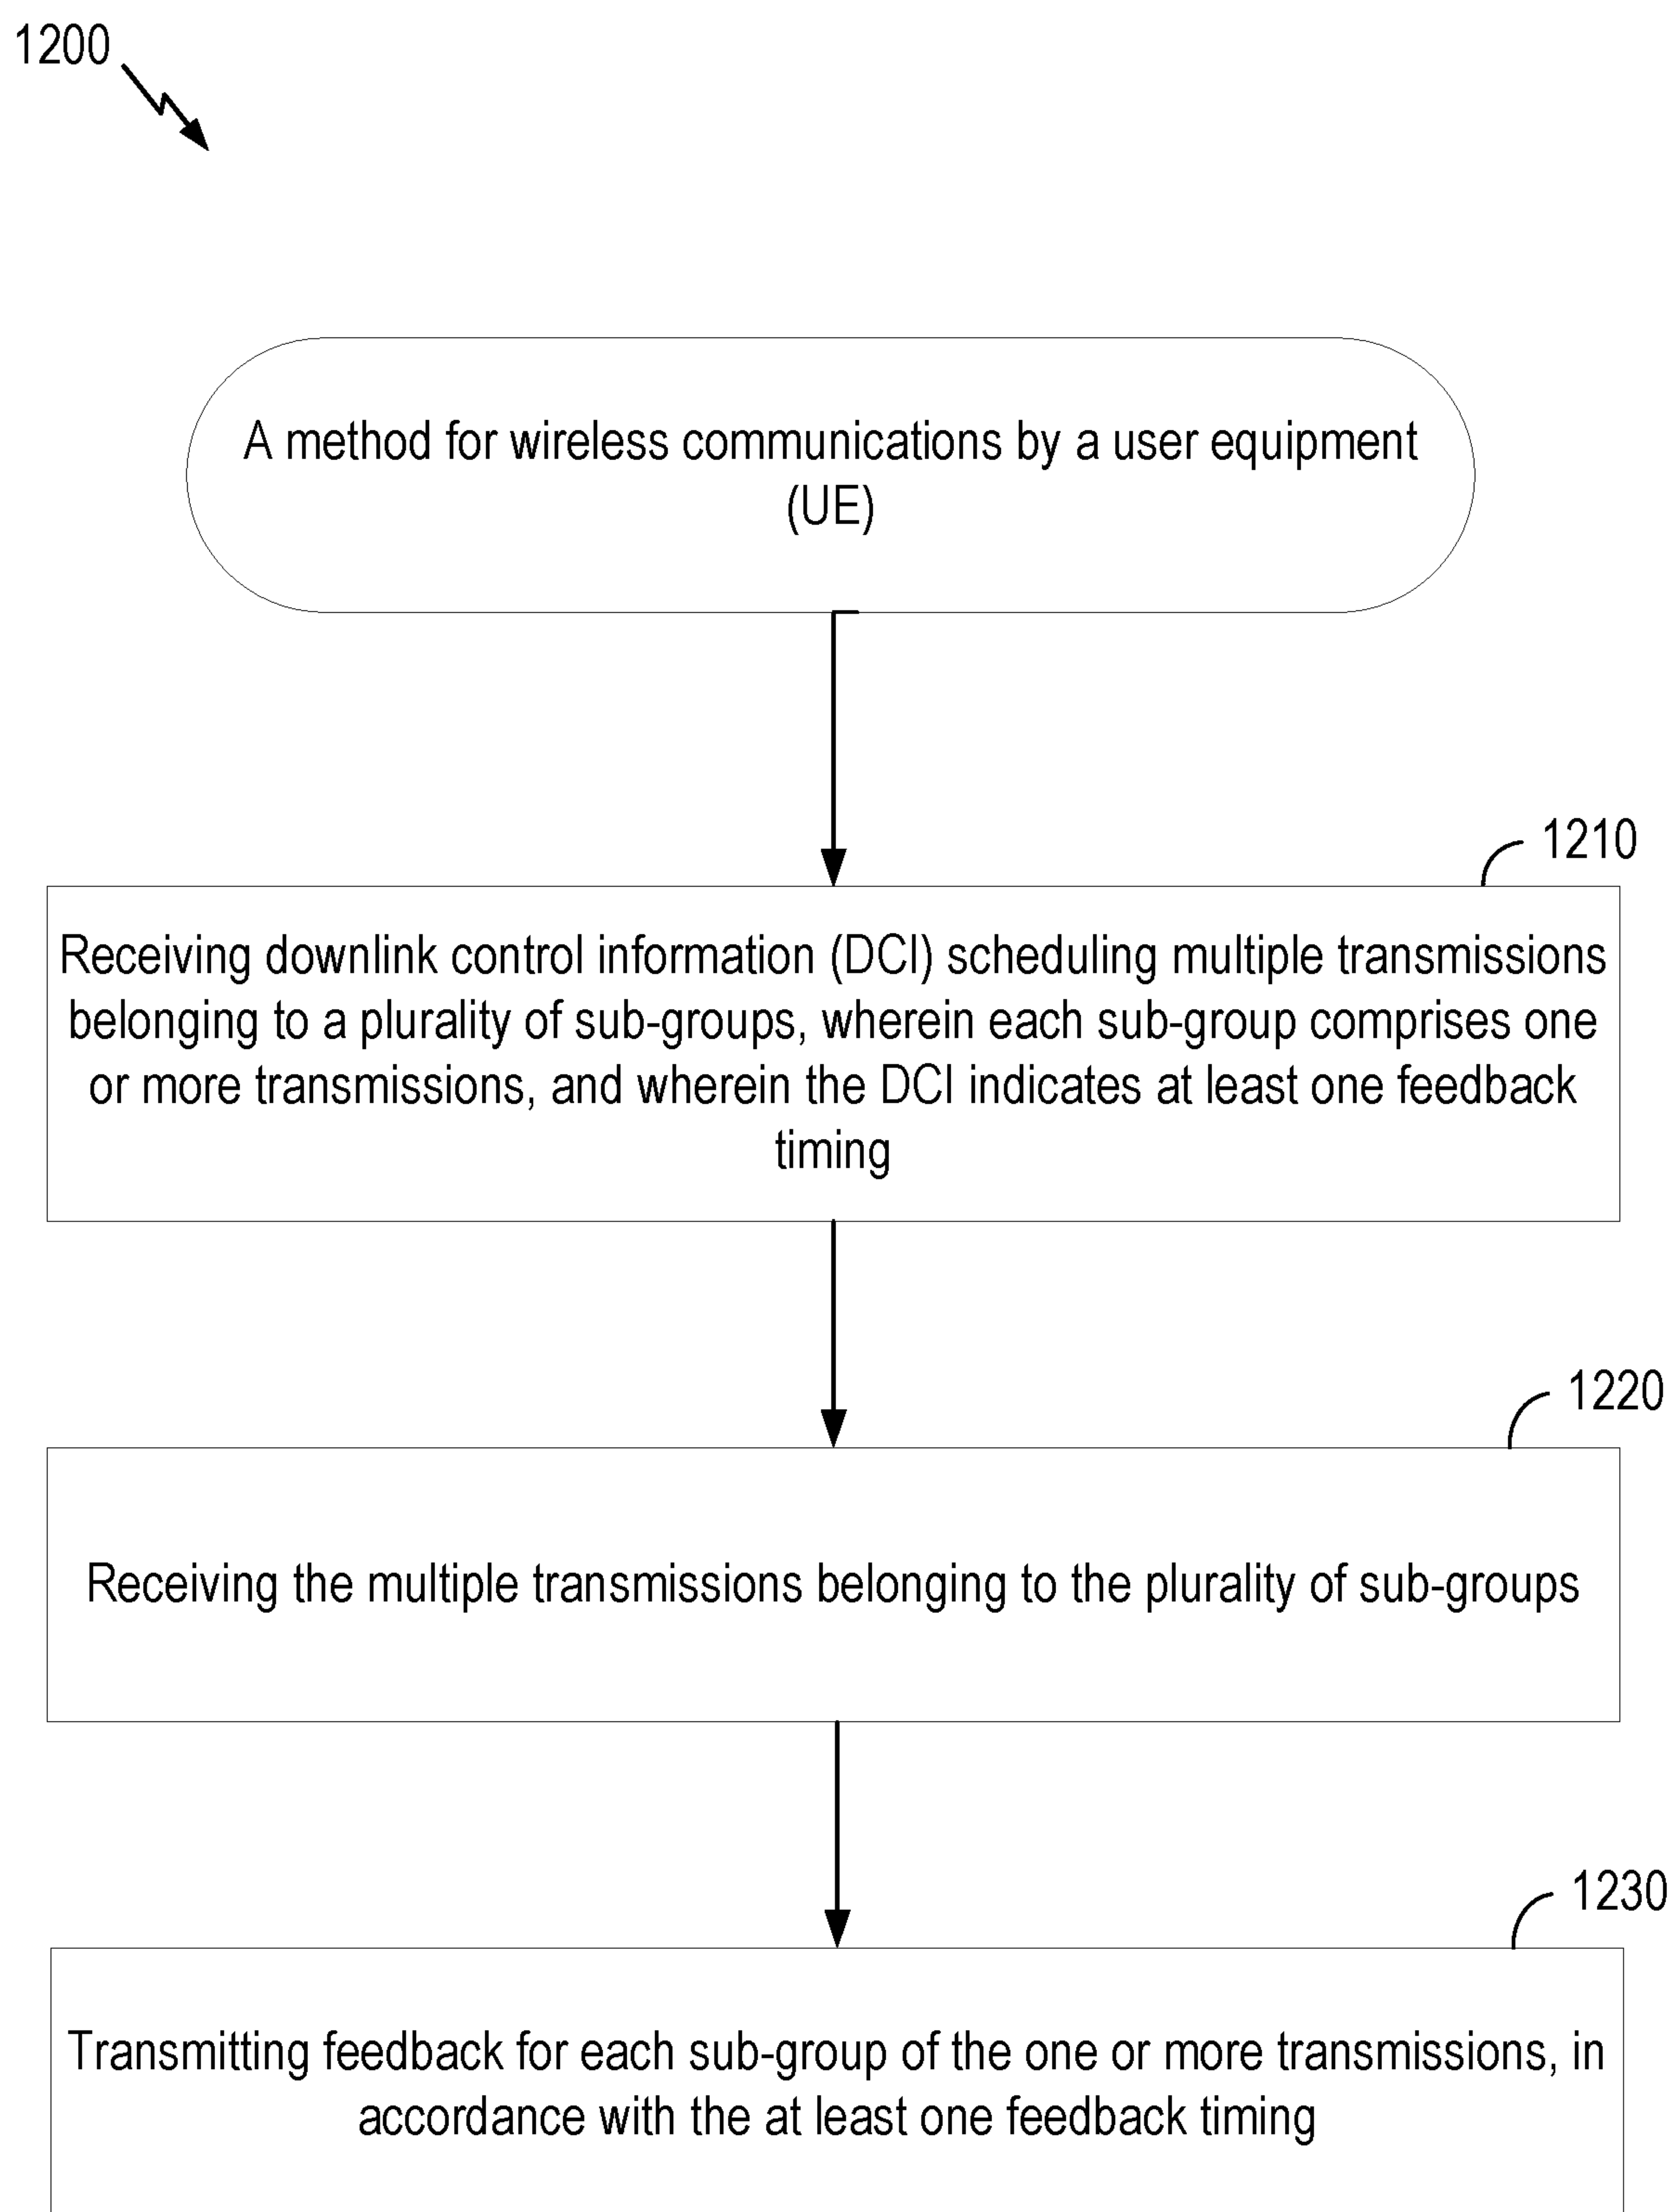 1200
A method for wireless communications by a user equipment
(UE)
1210
Receiving downlink control information (DCI) scheduling multiple transmissions
belonging to a plurality of sub-groups, wherein each sub-group comprises one
or more transmissions, and wherein the DCI indicates at least one feedback
timing
1220
Receiving the multiple transmissions belonging to the plurality of sub-groups
1230
Transmitting feedback for each sub-group of the one or more transmissions, in
accordance with the at least one feedback timing